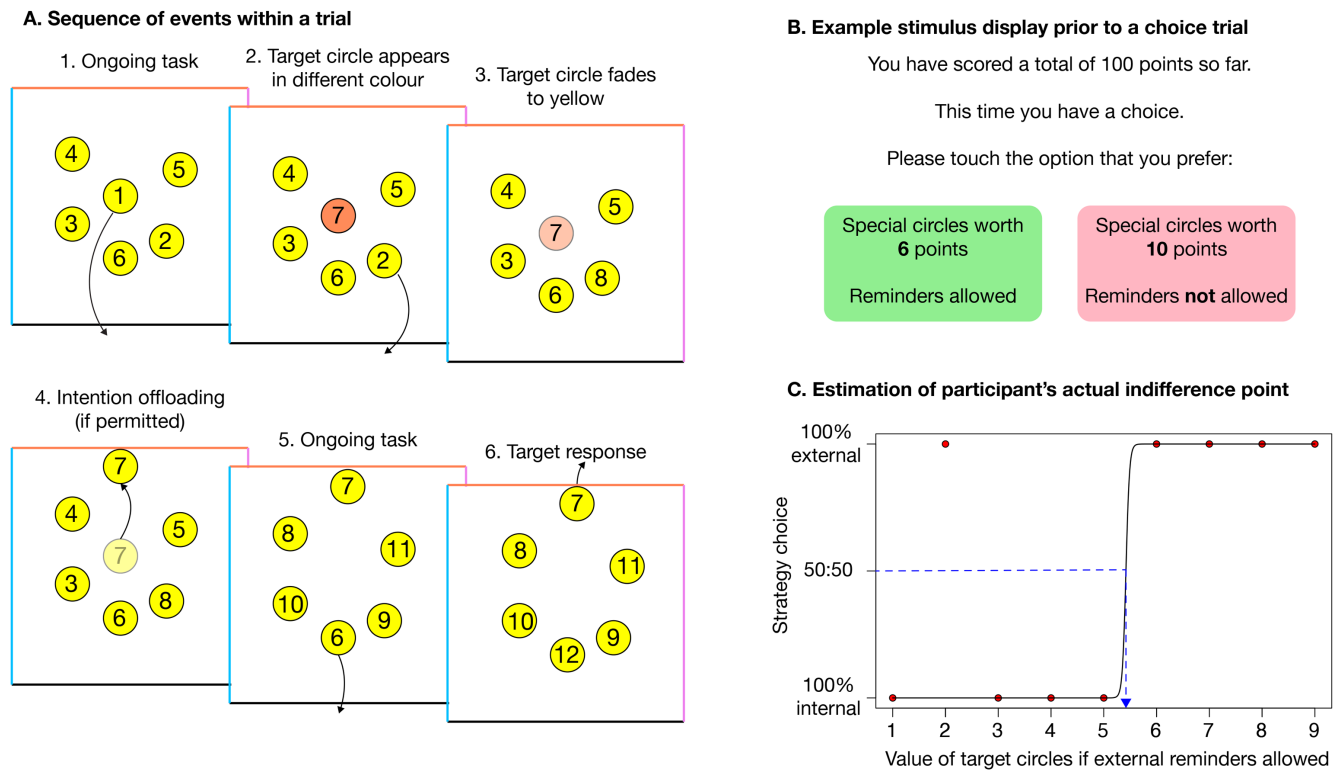 A. Sequence of events within a trial
1. Ongoing task
4
5
1
3
2
6
2. Target circle appears
in different colour
4
5
7
3
2
6
3. Target circle fades
to yellow
4
5
7
3
8
6
4. Intention offloading
(if permitted)
7
4
5
7
3
8
6
5. Ongoing task
7
8
11
10
9
6
6. Target response
7
8
11
10
9
12
B. Example stimulus display prior to a choice trial
You have scored a total of 100 points so far.
This time you have a choice.
Please touch the option that you prefer:
Special circles worth
6 points
Reminders allowed
Special circles worth
10 points
Reminders not allowed
C. Estimation of participant's actual indifference point
Strategy choice
100%
external
50:50
100%
internal
1 2 3 4 5 6 7 8 9
Value of target circles if external reminders allowed